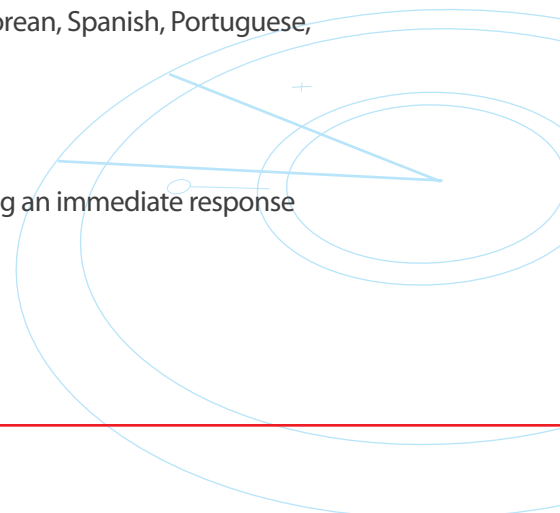 orean, Spanish, Portuguese,
g an immediate response